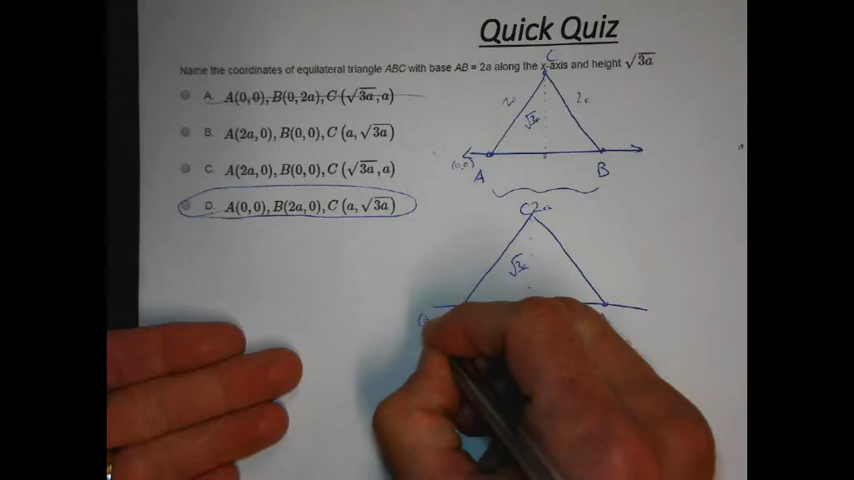 Quick Quiz
Name the coordinates of equilateral triangle ABC with base AB = 2a along the x-axis and height √3a
A. A(0,0), B(0,2a), C (√3a, a)
B. A(2a,0), B(0,0), C (a, √3a)
C. A(2a,0), B(0,0), C (√3a, a)
D. A(0,0), B(2a,0), C (a, √3a)
C
√3a
(0,0)
A
B
C 2a
√3a